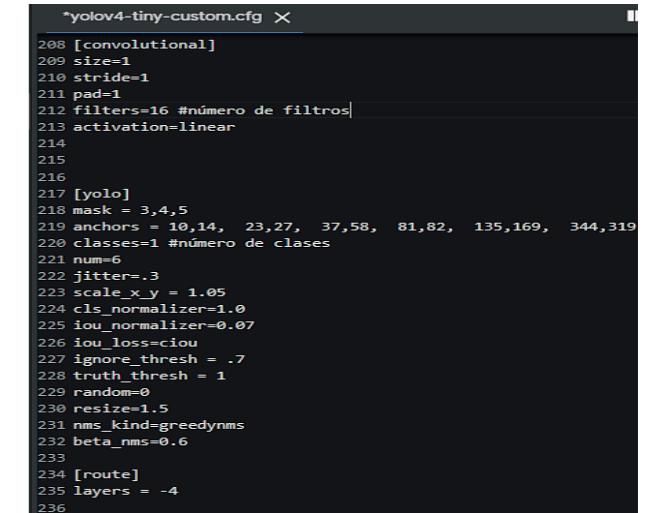 *yolov4-tiny-custom.cfg ×
208 [convolutional]
209 size=1
210 stride=1
211 pad=1
212 filters=16 #número de filtros
213 activation=linear
214
215
216
217 [yolo]
218 mask = 3,4,5
219 anchors = 10,14,  23,27,  37,58,  81,82,  135,169,  344,319
220 classes=1 #número de clases
221 num=6
222 jitter=.3
223 scale_x_y = 1.05
224 cls_normalizer=1.0
225 iou_normalizer=0.07
226 iou_loss=ciou
227 ignore_thresh = .7
228 truth_thresh = 1
229 random=0
230 resize=1.5
231 nms_kind=greedynms
232 beta_nms=0.6
233
234 [route]
235 layers = -4
236